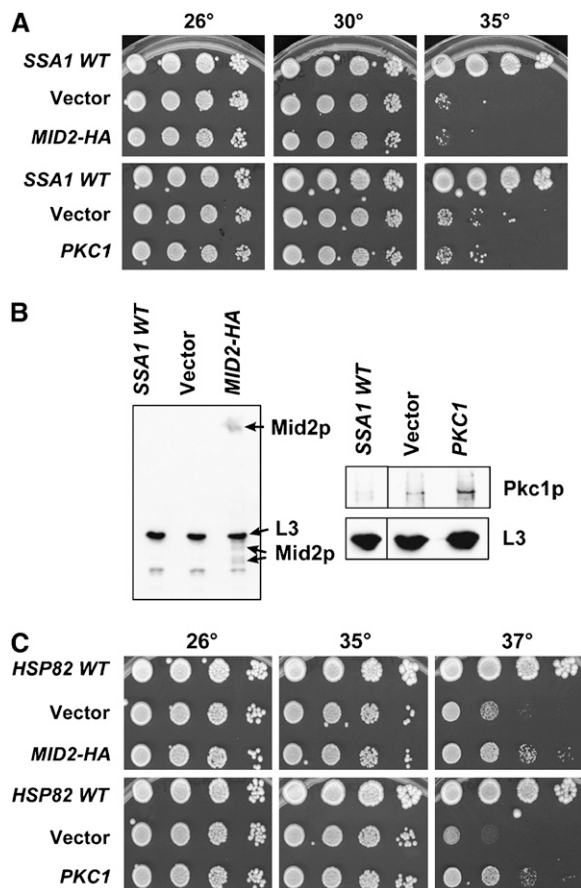 A
26° 30° 35°
SSA1 WT
Vector
MID2-HA
SSA1 WT
Vector
PKC1
B
SSA1 WT
Vector
MID2-HA
Mid2p
L3
Mid2p
SSA1 WT
Vector
PKC1
Pkc1p
L3
C
26° 35° 37°
HSP82 WT
Vector
MID2-HA
HSP82 WT
Vector
PKC1